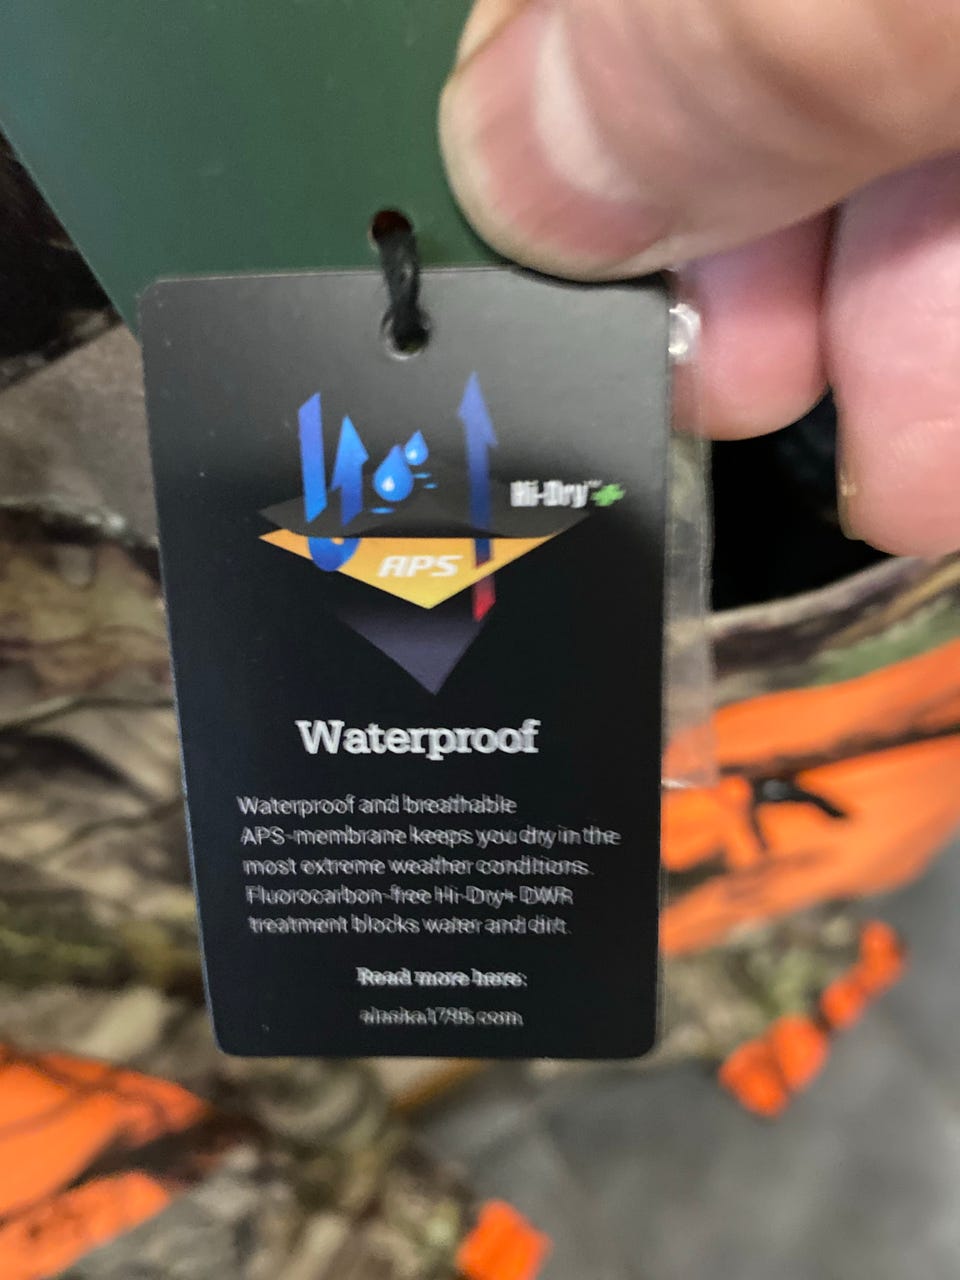 Hi-Dry™+
APS
Waterproof
Waterproof and breathable
APS-membrane keeps you dry in the
most extreme weather conditions.
Fluorocarbon-free Hi-Dry+ DWR
treatment blocks water and dirt.
Read more here:
alaska1795.com